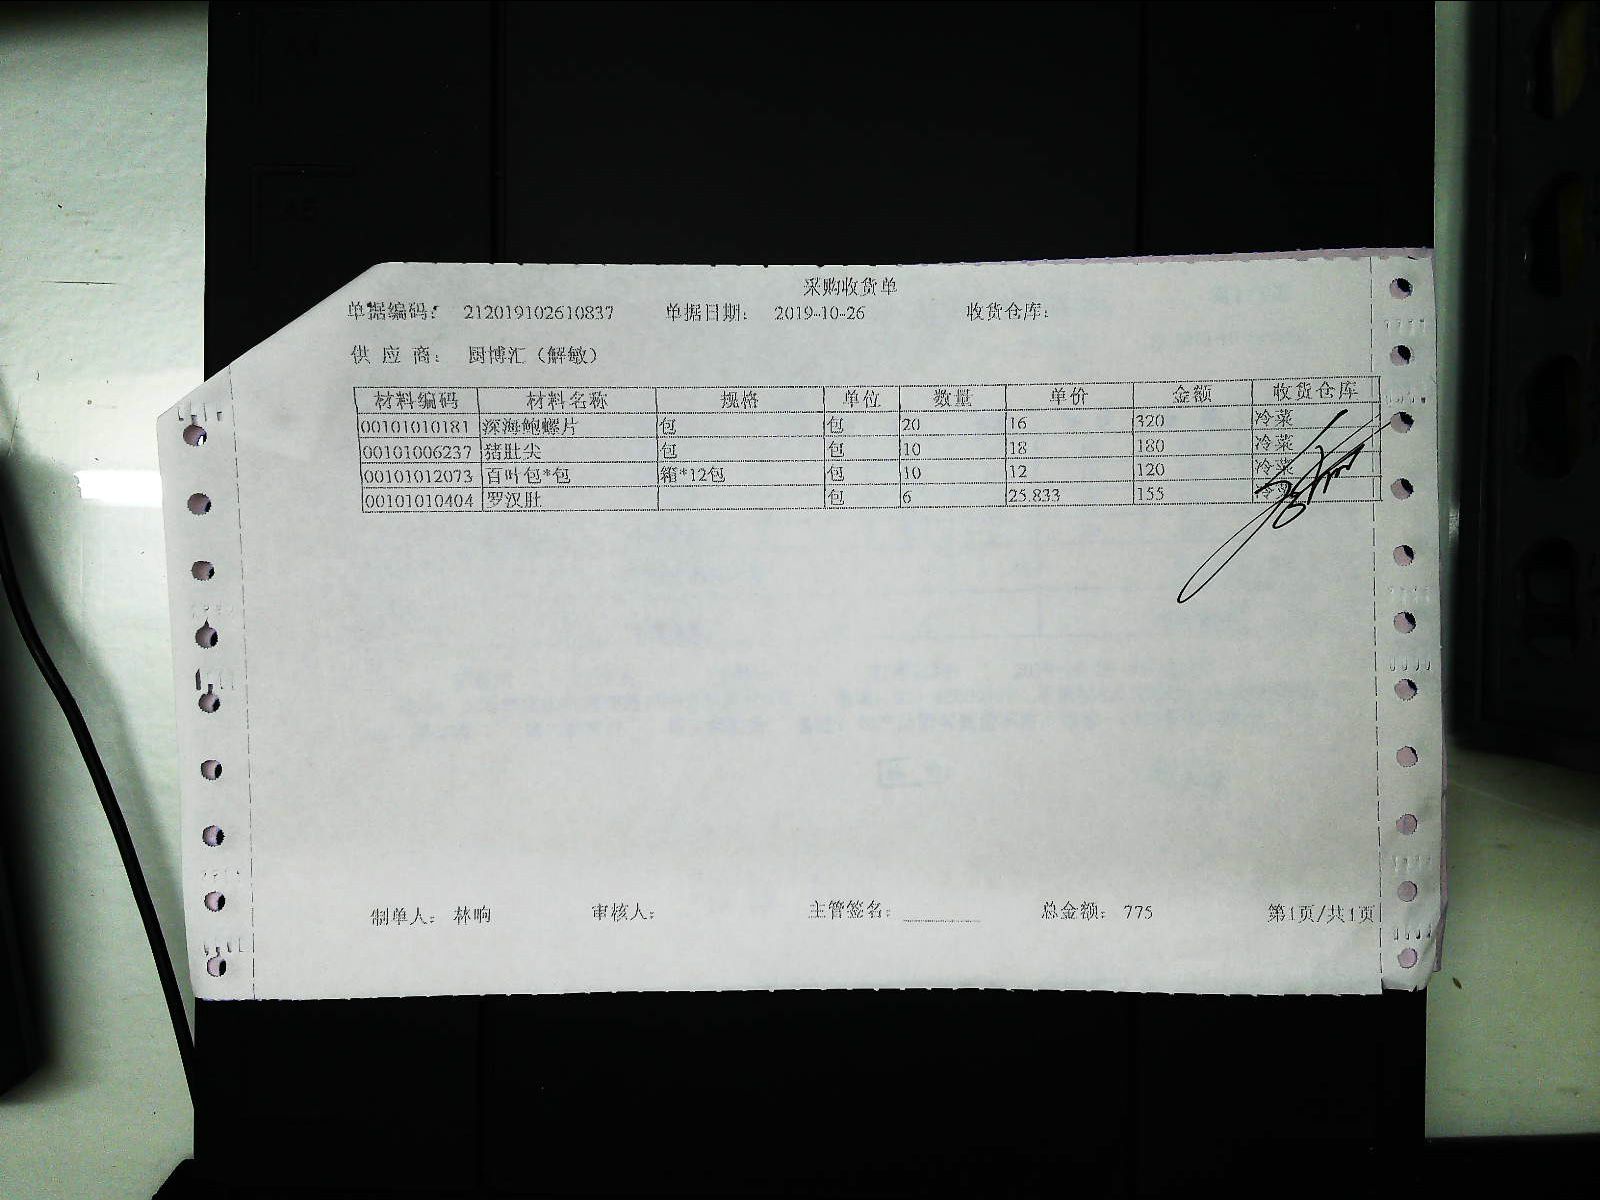 采购收货单
单据编码： 212019102610837 单据日期： 2019-10-26 收货仓库：
供 应 商： 厨博汇（解敏）
材料编码 材料名称 规格 单位 数量 单价 金额 收货仓库
00101010181 深海鲍螺片 包 包 20 16 320 冷菜
00101006237 猪肚尖 包 包 10 18 180 冷菜
00101012073 百叶包*包 箱*12包 包 10 12 120 冷菜
00101010404 罗汉肚 包 6 25.833 155 冷菜
制单人： 林响 审核人： 主管签名： 总金额： 775 第1页/共1页